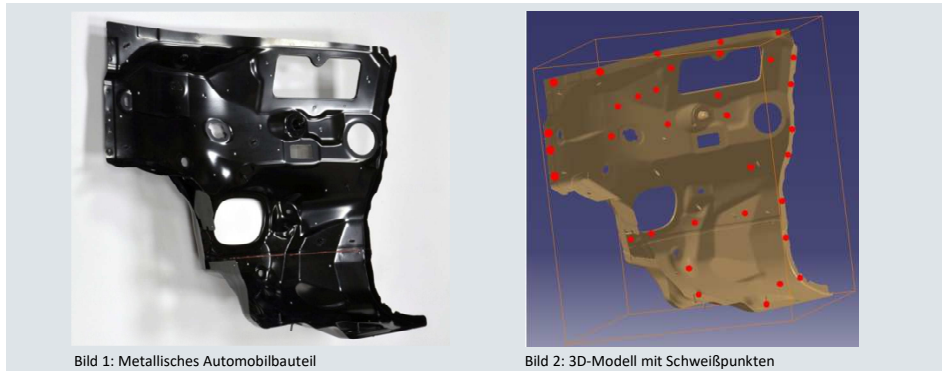 Bild 1: Metallisches Automobilbauteil
Bild 2: 3D-Modell mit Schweißpunkten